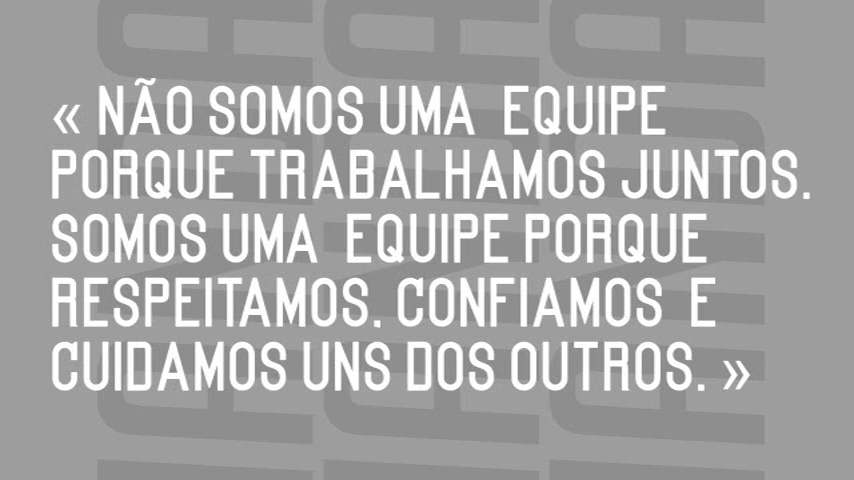 « NÃO SOMOS UMA EQUIPE
PORQUE TRABALHAMOS JUNTOS.
SOMOS UMA EQUIPE PORQUE
RESPEITAMOS, CONFIAMOS E
CUIDAMOS UNS DOS OUTROS. »